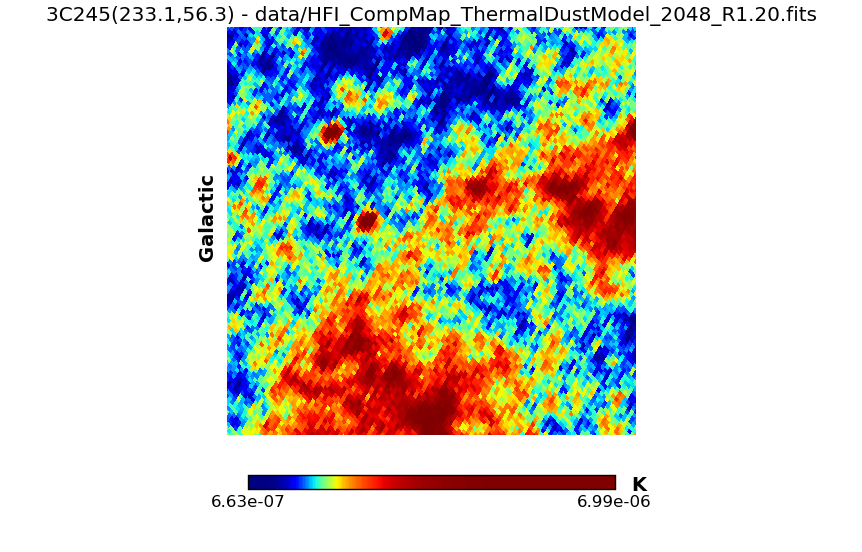 3C245(233.1,56.3) - data/HFI_CompMap_ThermalDustModel_2048_R1.20.fits
Galactic
K
6.63e-07 6.99e-06